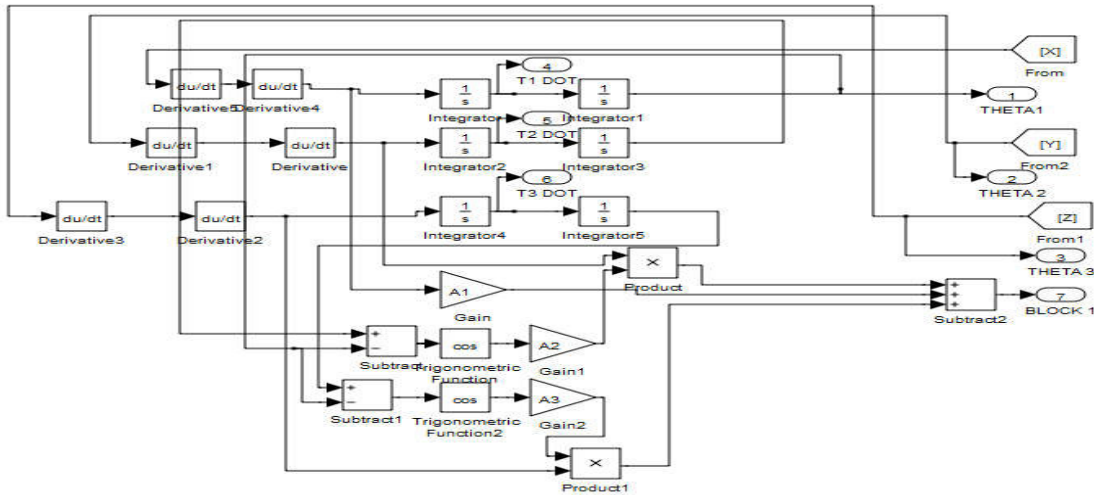 [X]
From
4
T1 DOT
du/dt
Derivative5
du/dt
Derivative4
1
s
Integrator
1
s
Integrator1
1
THETA1
5
T2 DOT
du/dt
Derivative1
du/dt
Derivative
1
s
Integrator2
1
s
Integrator3
[Y]
From2
2
THETA 2
6
T3 DOT
du/dt
Derivative3
du/dt
Derivative2
1
s
Integrator4
1
s
Integrator5
[Z]
From1
3
THETA 3
×
Product
A1
Gain
+
+
+
Subtract2
7
BLOCK 1
+
−
Subtract
cos
Trigonometric
Function
A2
Gain1
+
−
Subtract1
cos
Trigonometric
Function2
A3
Gain2
×
Product1